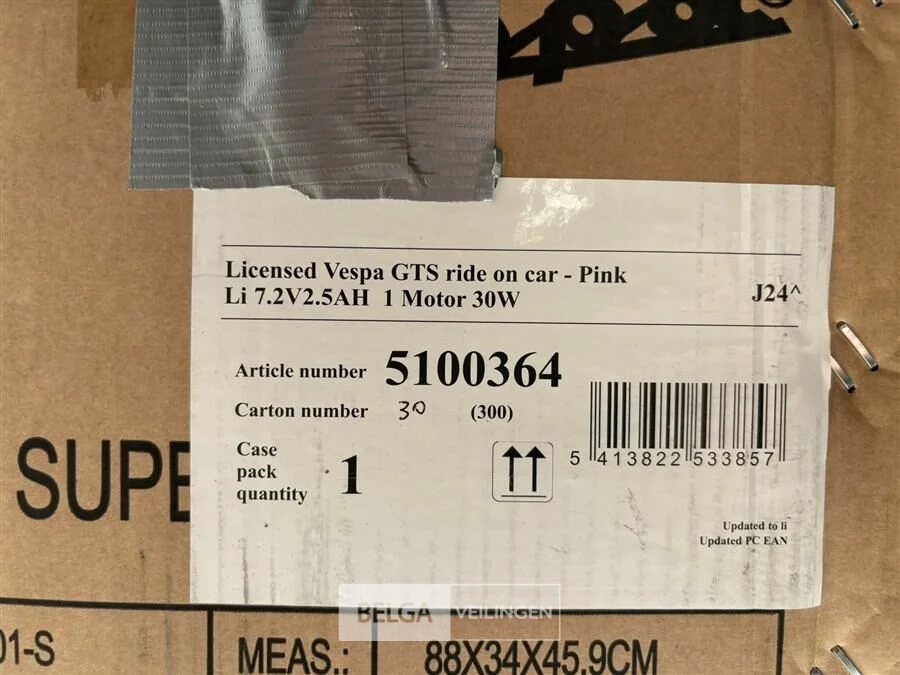 Licensed Vespa GTS ride on car - Pink
Li 7.2V2.5AH 1 Motor 30W
J24^
Article number 5100364
Carton number 30 (300)
Case
pack
quantity
1
5 413822 533857
SUPE
Updated to li
Updated PC EAN
BELGA VEILINGEN
01-S
MEAS.: 88X34X45.9CM